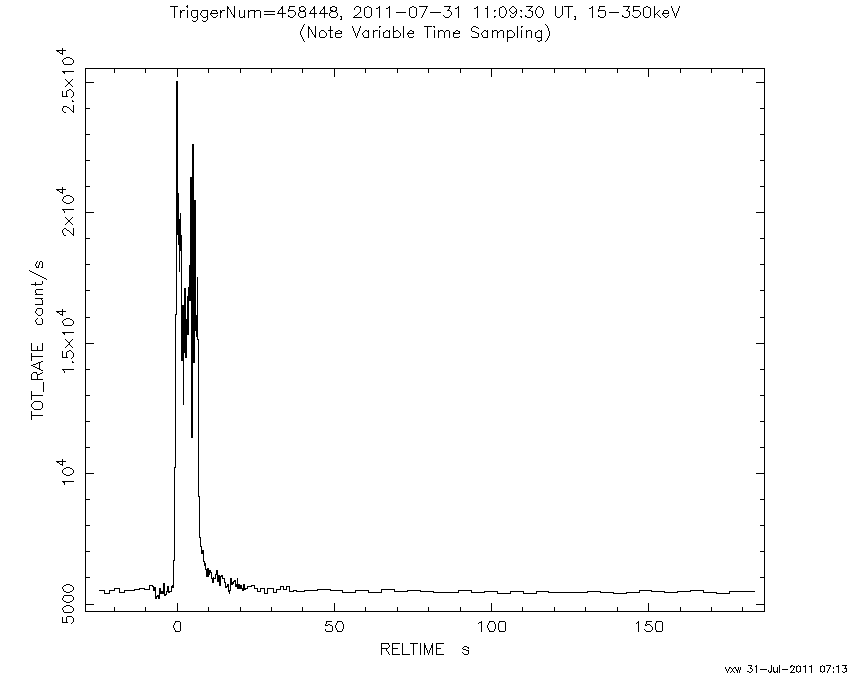 TriggerNum=458448, 2011-07-31 11:09:30 UT, 15-350keV
(Note Variable Time Sampling)
TOT_RATE count/s
2.5×10⁴
2×10⁴
1.5×10⁴
10⁴
5000
0 50 100 150
RELTIME s
vxw 31-Jul-2011 07:13